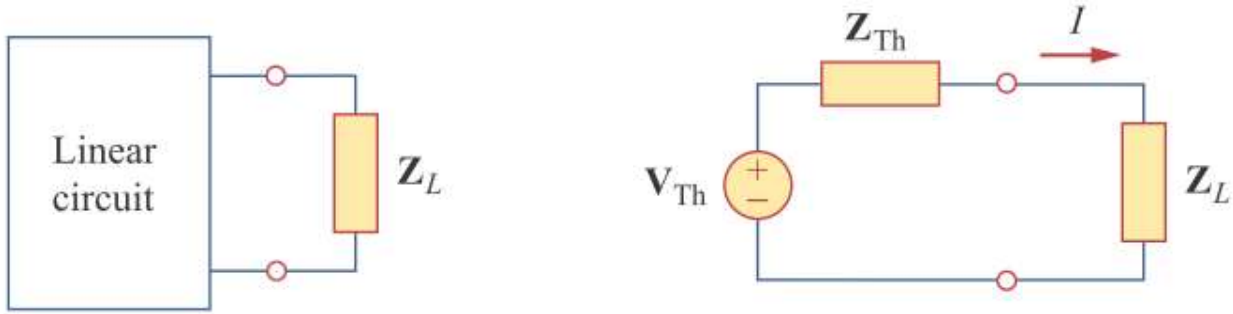 Linear
circuit
Z_L
Z_Th
I
V_Th
+
−
Z_L